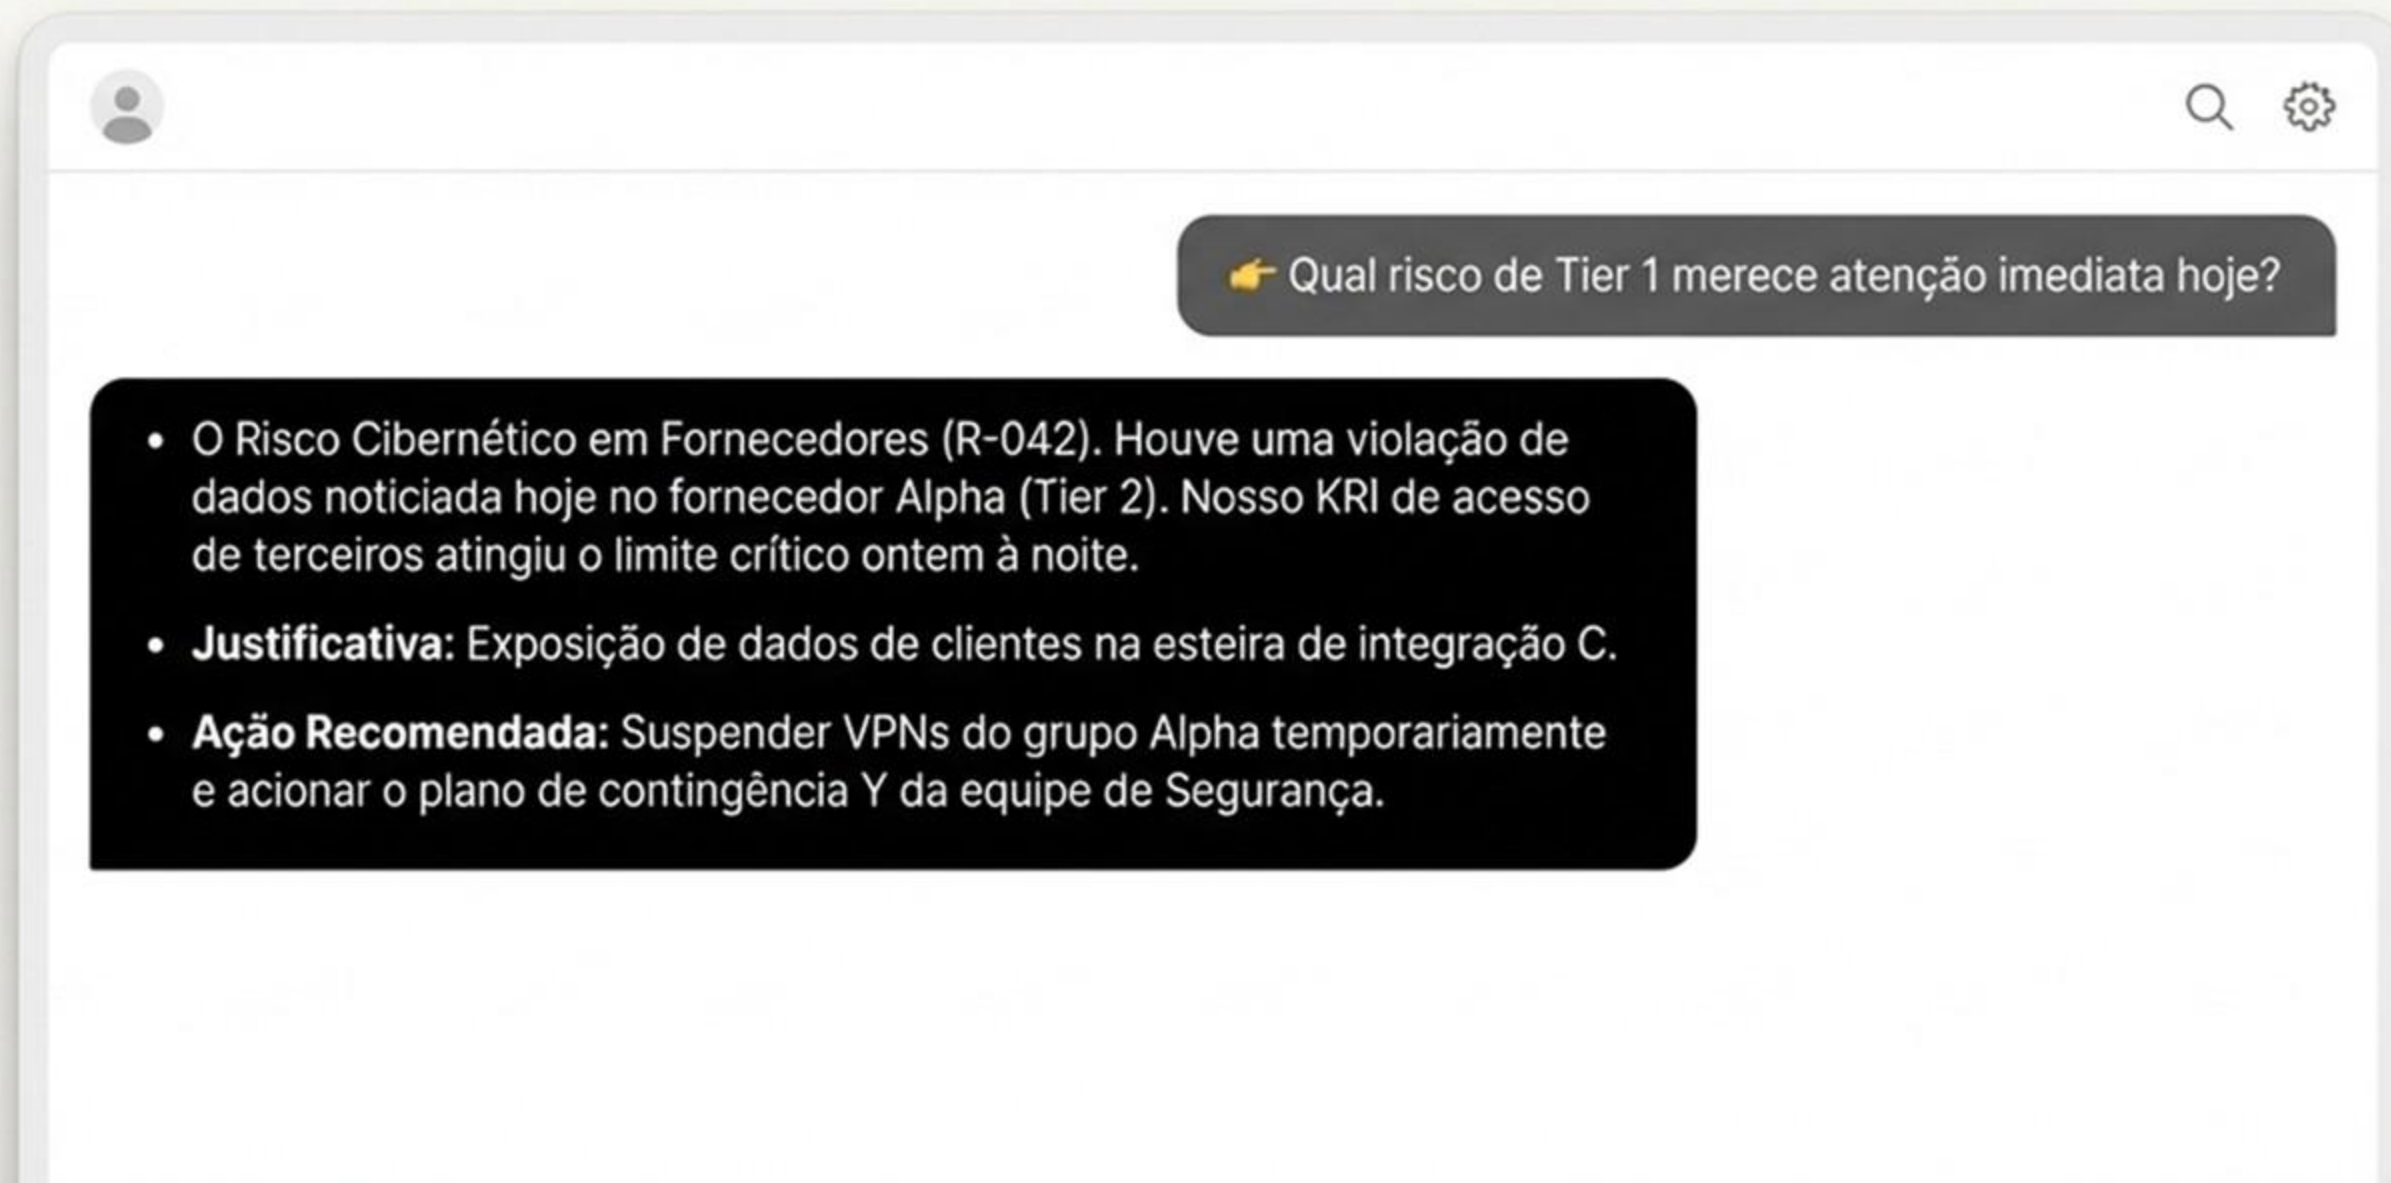 👉 Qual risco de Tier 1 merece atenção imediata hoje?
• O Risco Cibernético em Fornecedores (R-042). Houve uma violação de
dados noticiada hoje no fornecedor Alpha (Tier 2). Nosso KRI de acesso
de terceiros atingiu o limite crítico ontem à noite.
• Justificativa: Exposição de dados de clientes na esteira de integração C.
• Ação Recomendada: Suspender VPNs do grupo Alpha temporariamente
e acionar o plano de contingência Y da equipe de Segurança.